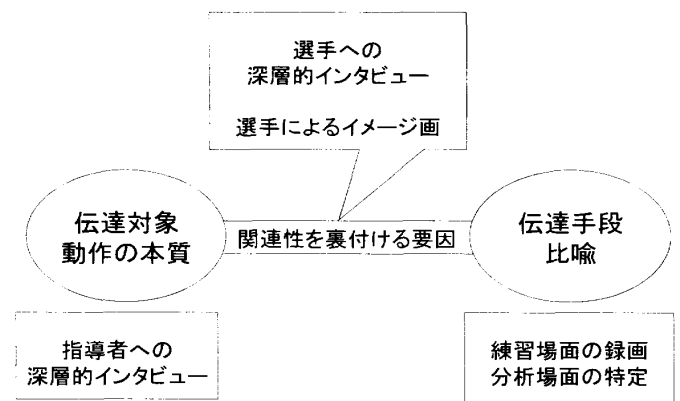 選手への
深層的インタビュー
選手によるイメージ画
伝達対象
動作の本質
関連性を裏付ける要因
伝達手段
比喩
指導者への
深層的インタビュー
練習場面の録画
分析場面の特定